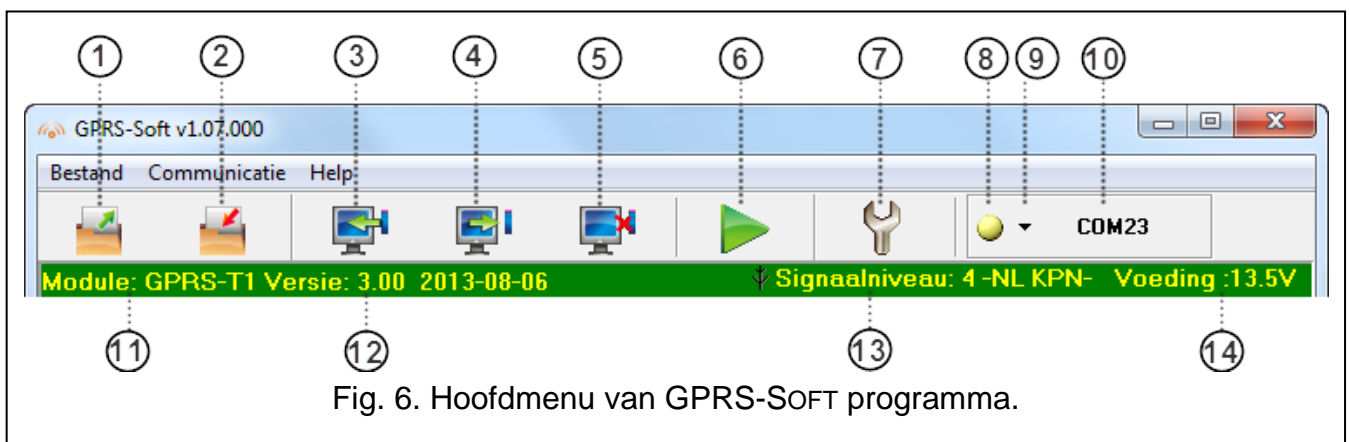 1 2 3 4 5 6 7 8 9 10
GPRS-Soft v1.07.000
Bestand Communicatie Help
COM23
Module: GPRS-T1 Versie: 3.00 2013-08-06 Signaalniveau: 4 -NL KPN- Voeding :13.5V
11 12 13 14
Fig. 6. Hoofdmenu van GPRS-SOFT programma.